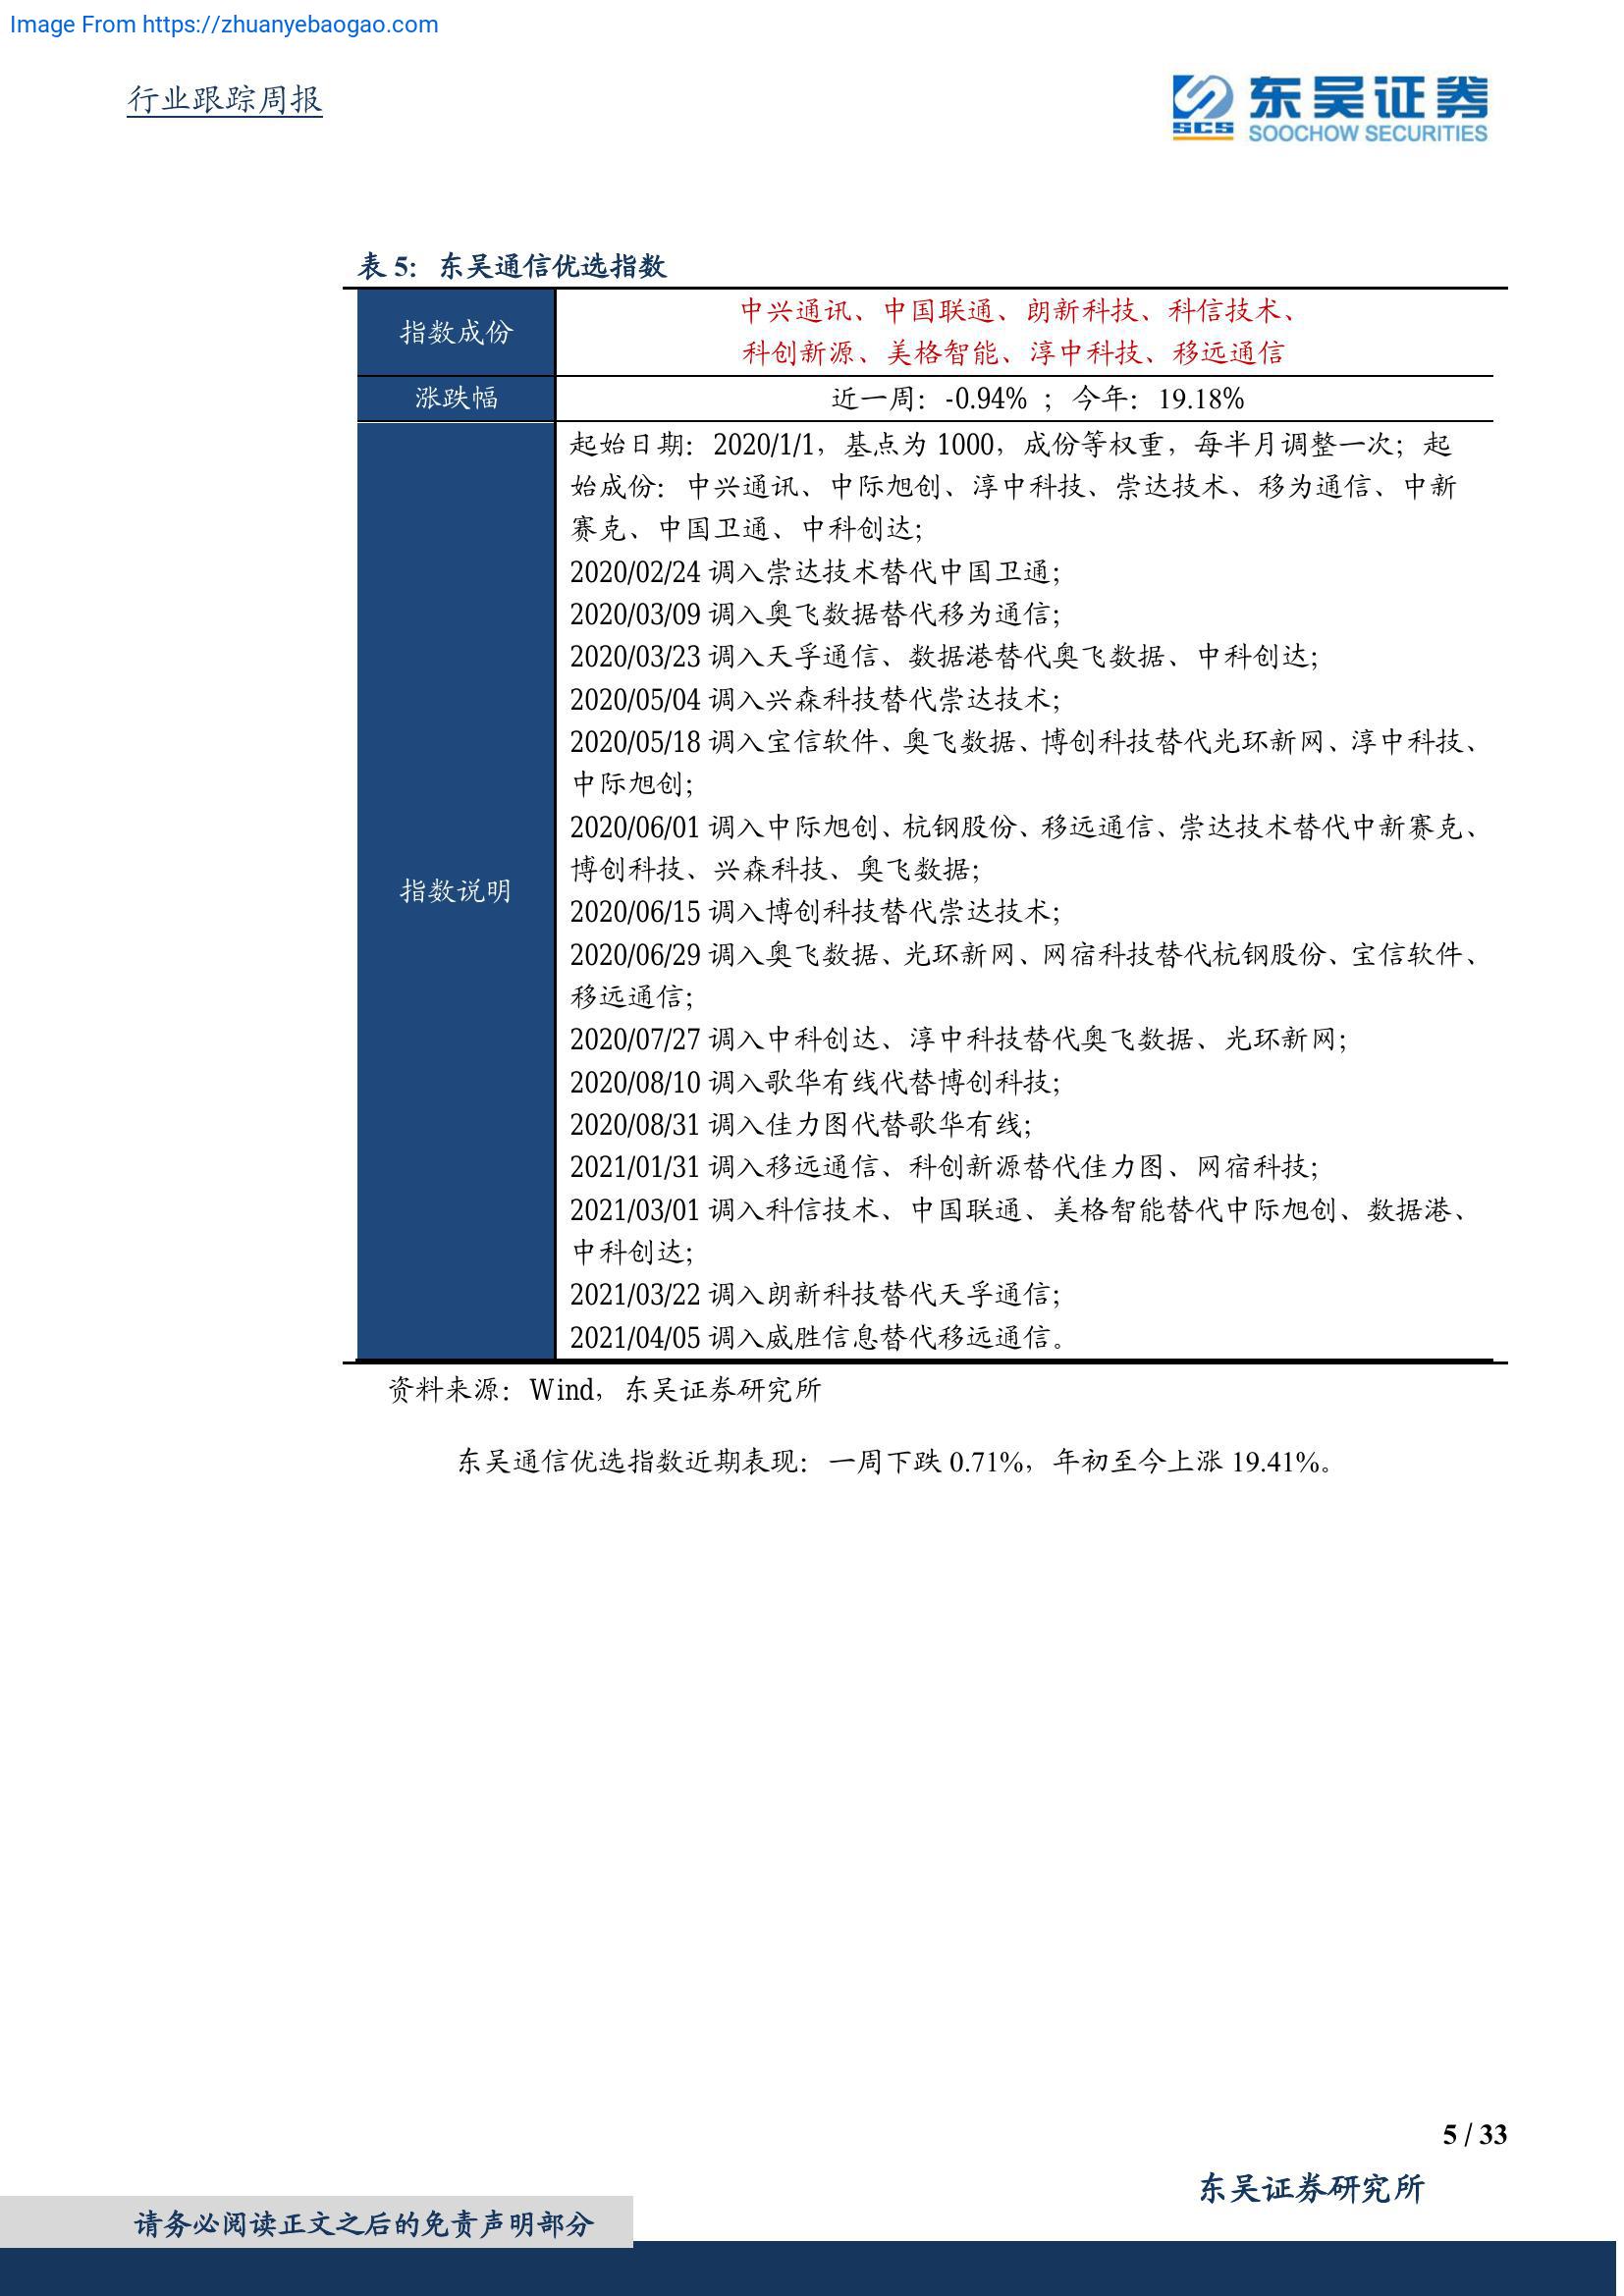 Image From https://zhuanyebaogao.com
行业跟踪周报
东吴证券
SCS
SOOCHOW SECURITIES
表 5：东吴通信优选指数
指数成份
中兴通讯、中国联通、朗新科技、科信技术、
科创新源、美格智能、淳中科技、移远通信
涨跌幅
近一周：-0.94% ；今年：19.18%
指数说明
起始日期：2020/1/1，基点为 1000，成份等权重，每半月调整一次；起
始成份：中兴通讯、中际旭创、淳中科技、崇达技术、移为通信、中新
赛克、中国卫通、中科创达；
2020/02/24 调入崇达技术替代中国卫通；
2020/03/09 调入奥飞数据替代移为通信；
2020/03/23 调入天孚通信、数据港替代奥飞数据、中科创达；
2020/05/04 调入兴森科技替代崇达技术；
2020/05/18 调入宝信软件、奥飞数据、博创科技替代光环新网、淳中科技、
中际旭创；
2020/06/01 调入中际旭创、杭钢股份、移远通信、崇达技术替代中新赛克、
博创科技、兴森科技、奥飞数据；
2020/06/15 调入博创科技替代崇达技术；
2020/06/29 调入奥飞数据、光环新网、网宿科技替代杭钢股份、宝信软件、
移远通信；
2020/07/27 调入中科创达、淳中科技替代奥飞数据、光环新网；
2020/08/10 调入歌华有线代替博创科技；
2020/08/31 调入佳力图代替歌华有线；
2021/01/31 调入移远通信、科创新源替代佳力图、网宿科技；
2021/03/01 调入科信技术、中国联通、美格智能替代中际旭创、数据港、
中科创达；
2021/03/22 调入朗新科技替代天孚通信；
2021/04/05 调入威胜信息替代移远通信。
资料来源：Wind，东吴证券研究所
东吴通信优选指数近期表现：一周下跌 0.71%，年初至今上涨 19.41%。
5 / 33
东吴证券研究所
请务必阅读正文之后的免责声明部分